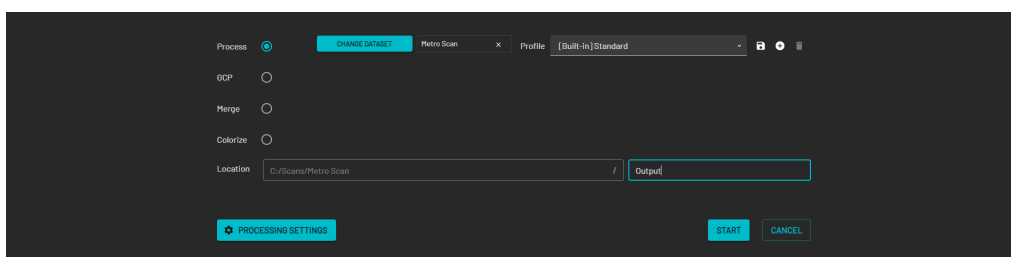 Process CHANGE DATASET Metro Scan × Profile [Built-in] Standard
GCP
Merge
Colorize
Location C:/Scans/Metro Scan / Output
PROCESSING SETTINGS START CANCEL